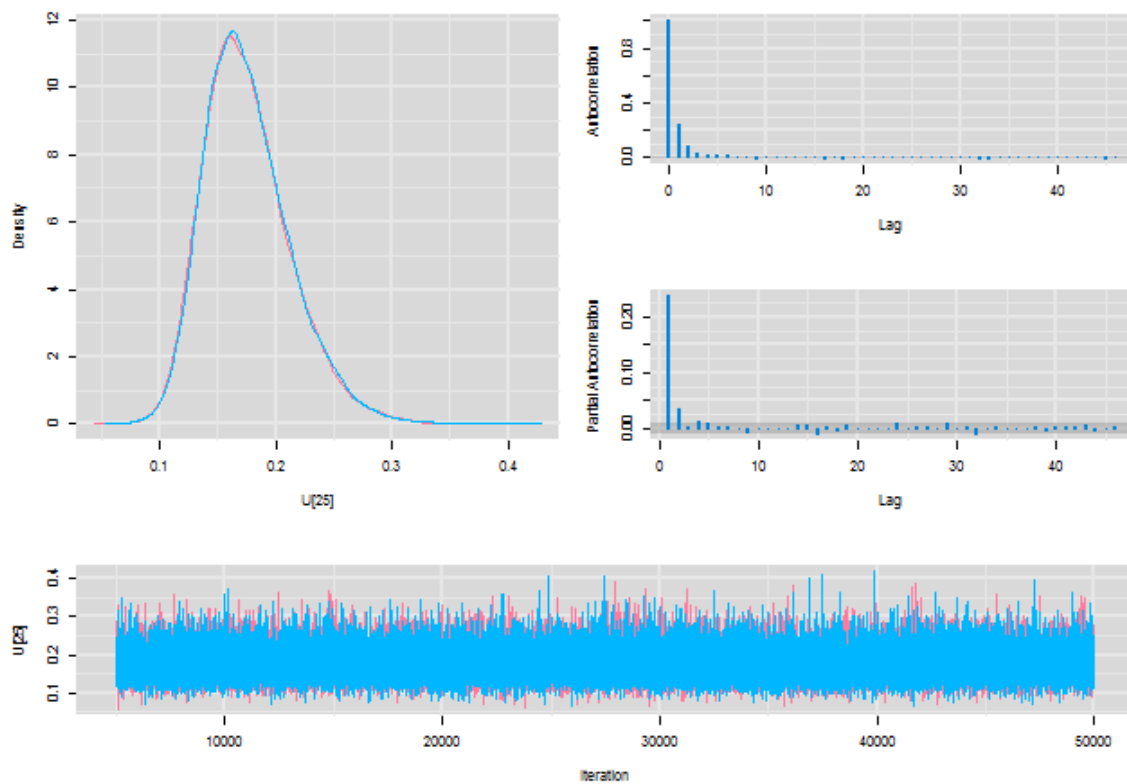 12
10
8
6
4
2
0
Density
0.1 0.2 0.3 0.4
U[25]
0.8
0.4
0.0
Autocorrelation
0 10 20 30 40
Lag
0.20
0.10
0.00
Partial Autocorrelation
0 10 20 30 40
Lag
0.4
0.3
0.2
0.1
U[25]
10000 20000 30000 40000 50000
Iteration